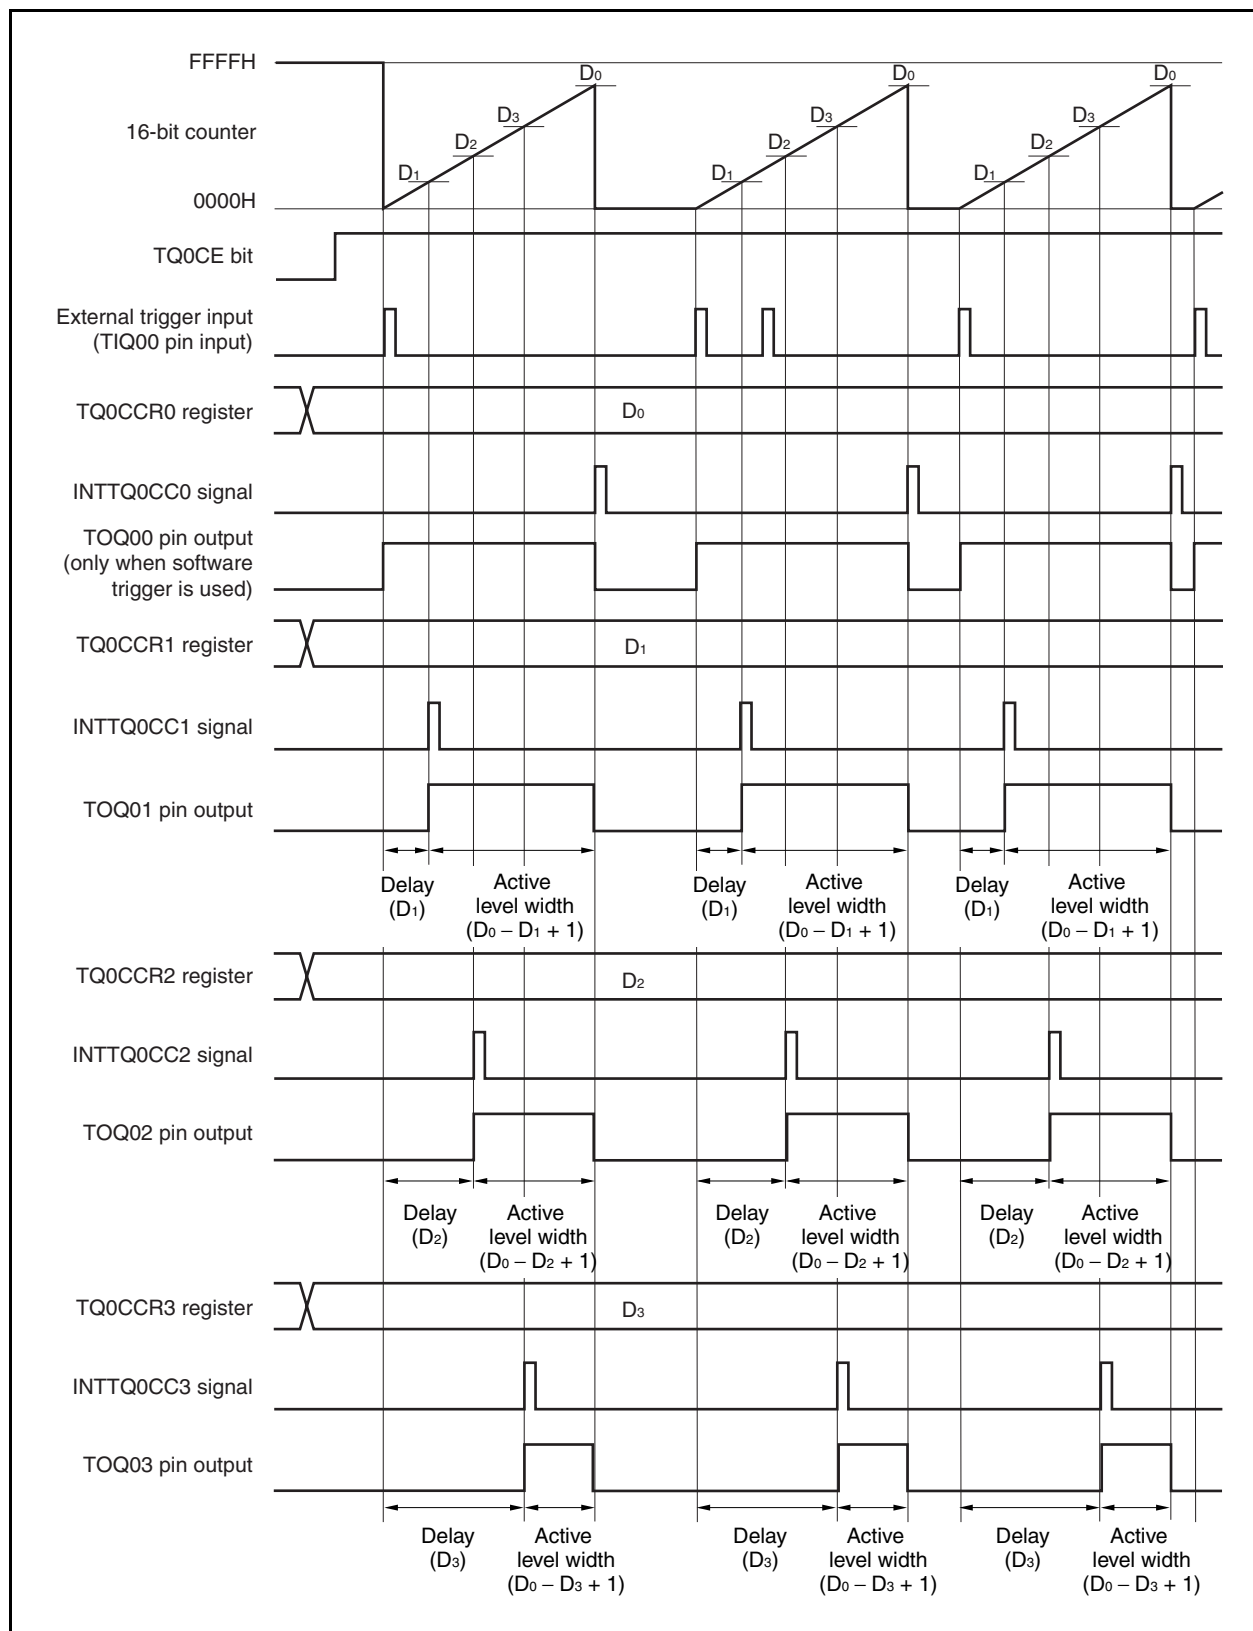 FFFFH
D0 D0 D0
D3 D3 D3
16-bit counter
D2 D2 D2
D1 D1 D1
0000H
TQ0CE bit
External trigger input
(TIQ00 pin input)
TQ0CCR0 register
D0
INTTQ0CC0 signal
TOQ00 pin output
(only when software
trigger is used)
TQ0CCR1 register
D1
INTTQ0CC1 signal
TOQ01 pin output
Delay Active Delay Active Delay Active
(D1) level width (D1) level width (D1) level width
(D0 – D1 + 1) (D0 – D1 + 1) (D0 – D1 + 1)
TQ0CCR2 register
D2
INTTQ0CC2 signal
TOQ02 pin output
Delay Active Delay Active Delay Active
(D2) level width (D2) level width (D2) level width
(D0 – D2 + 1) (D0 – D2 + 1) (D0 – D2 + 1)
TQ0CCR3 register
D3
INTTQ0CC3 signal
TOQ03 pin output
Delay Active Delay Active Delay Active
(D3) level width (D3) level width (D3) level width
(D0 – D3 + 1) (D0 – D3 + 1) (D0 – D3 + 1)